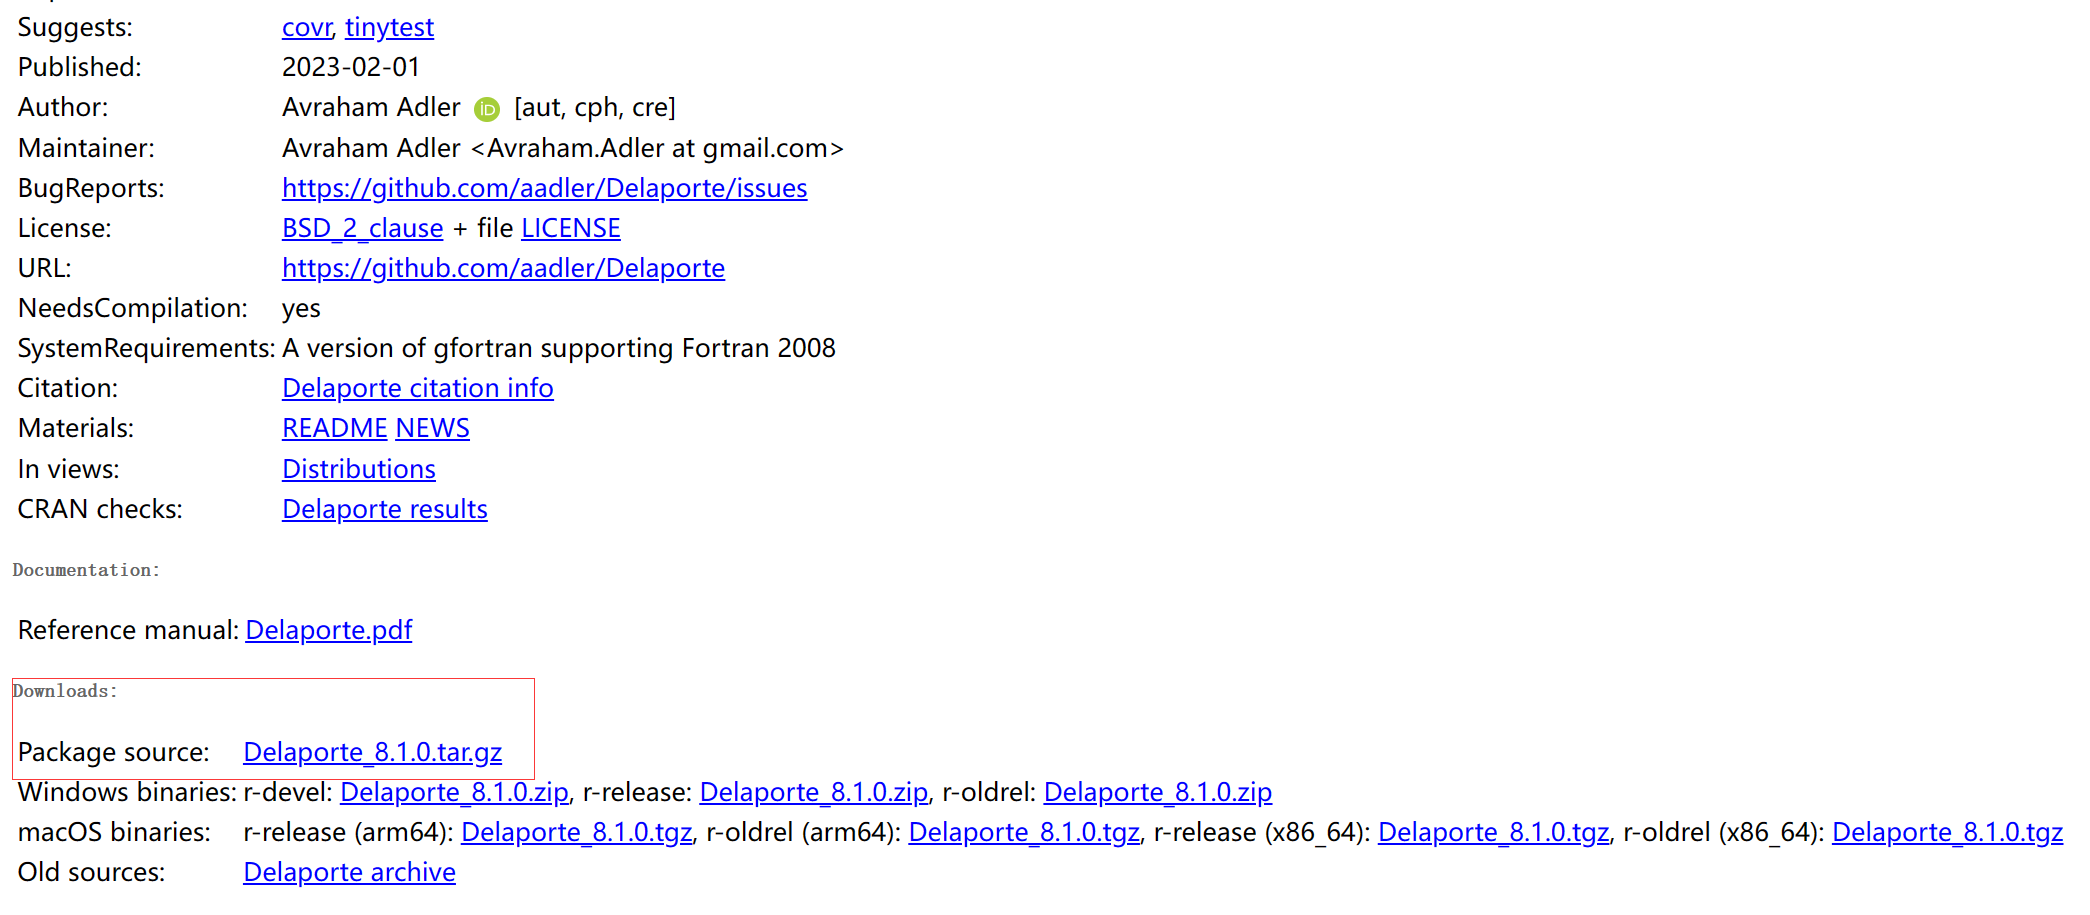 Suggests: covr, tinytest
Published: 2023-02-01
Author: Avraham Adler iD [aut, cph, cre]
Maintainer: Avraham Adler <Avraham.Adler at gmail.com>
BugReports: https://github.com/aadler/Delaporte/issues
License: BSD_2_clause + file LICENSE
URL: https://github.com/aadler/Delaporte
NeedsCompilation: yes
SystemRequirements: A version of gfortran supporting Fortran 2008
Citation: Delaporte citation info
Materials: README NEWS
In views: Distributions
CRAN checks: Delaporte results
Documentation:
Reference manual: Delaporte.pdf
Downloads:
Package source: Delaporte_8.1.0.tar.gz
Windows binaries: r-devel: Delaporte_8.1.0.zip, r-release: Delaporte_8.1.0.zip, r-oldrel: Delaporte_8.1.0.zip
macOS binaries: r-release (arm64): Delaporte_8.1.0.tgz, r-oldrel (arm64): Delaporte_8.1.0.tgz, r-release (x86_64): Delaporte_8.1.0.tgz, r-oldrel (x86_64): Delaporte_8.1.0.tgz
Old sources: Delaporte archive